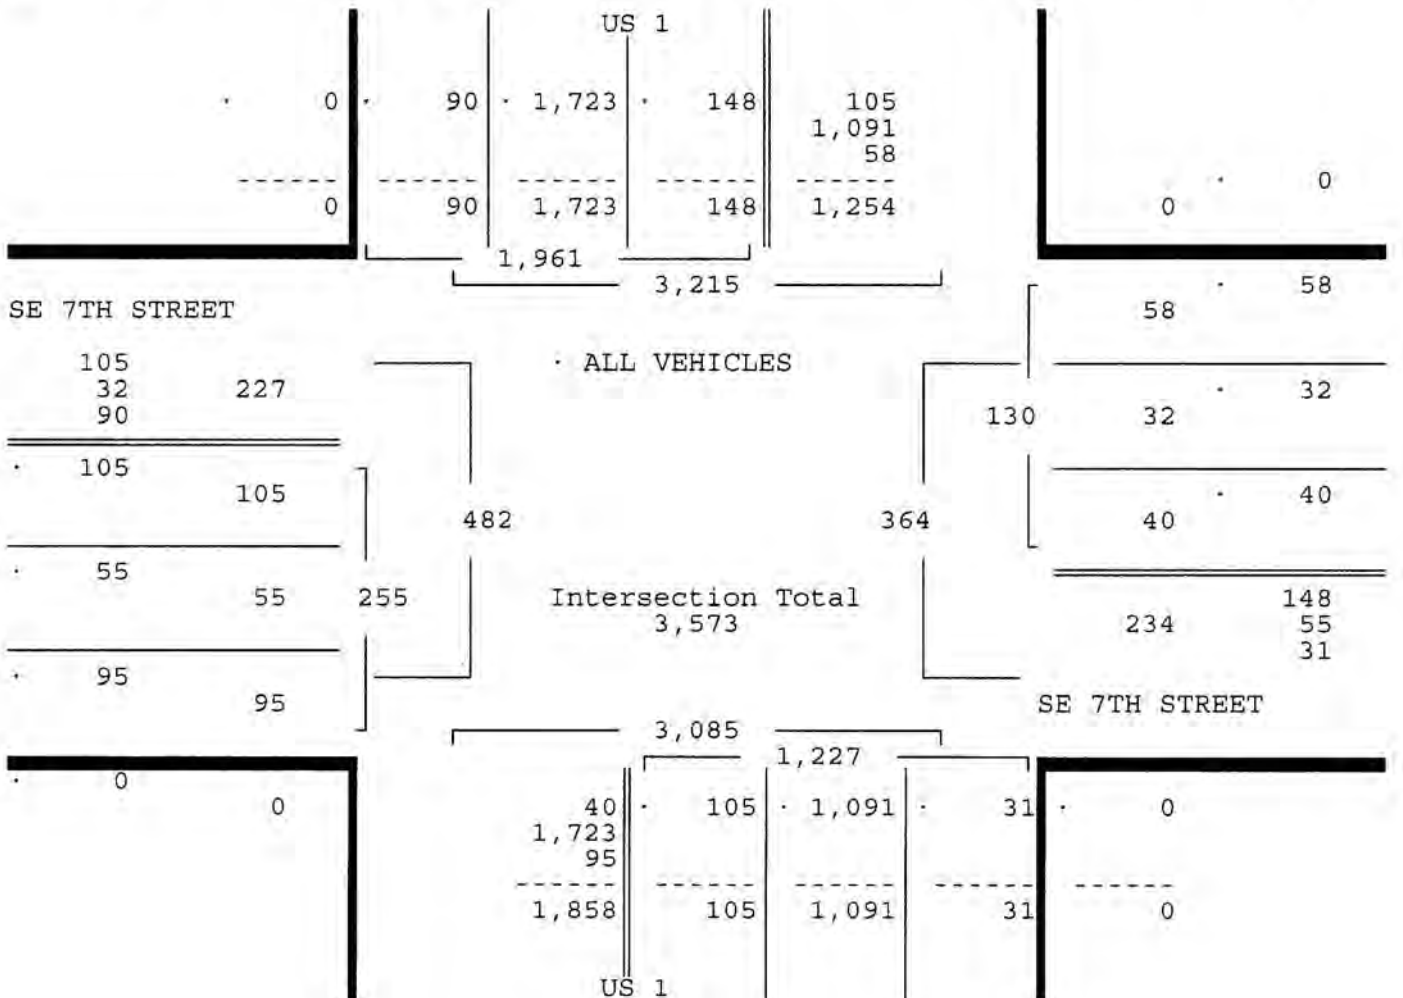 US 1
0 90 1,723 148 105
1,091
58
0
0 90 1,723 148 1,254 0
1,961
3,215 58
SE 7TH STREET 58
105 ALL VEHICLES
32 227 32
90 130 32
105
105 40
482 364 40
55
55 255 Intersection Total 148
3,573 234 55
31
95
95 SE 7TH STREET
3,085
1,227
0
0 40 105 1,091 31 0
1,723
95
1,858 105 1,091 31 0
US 1